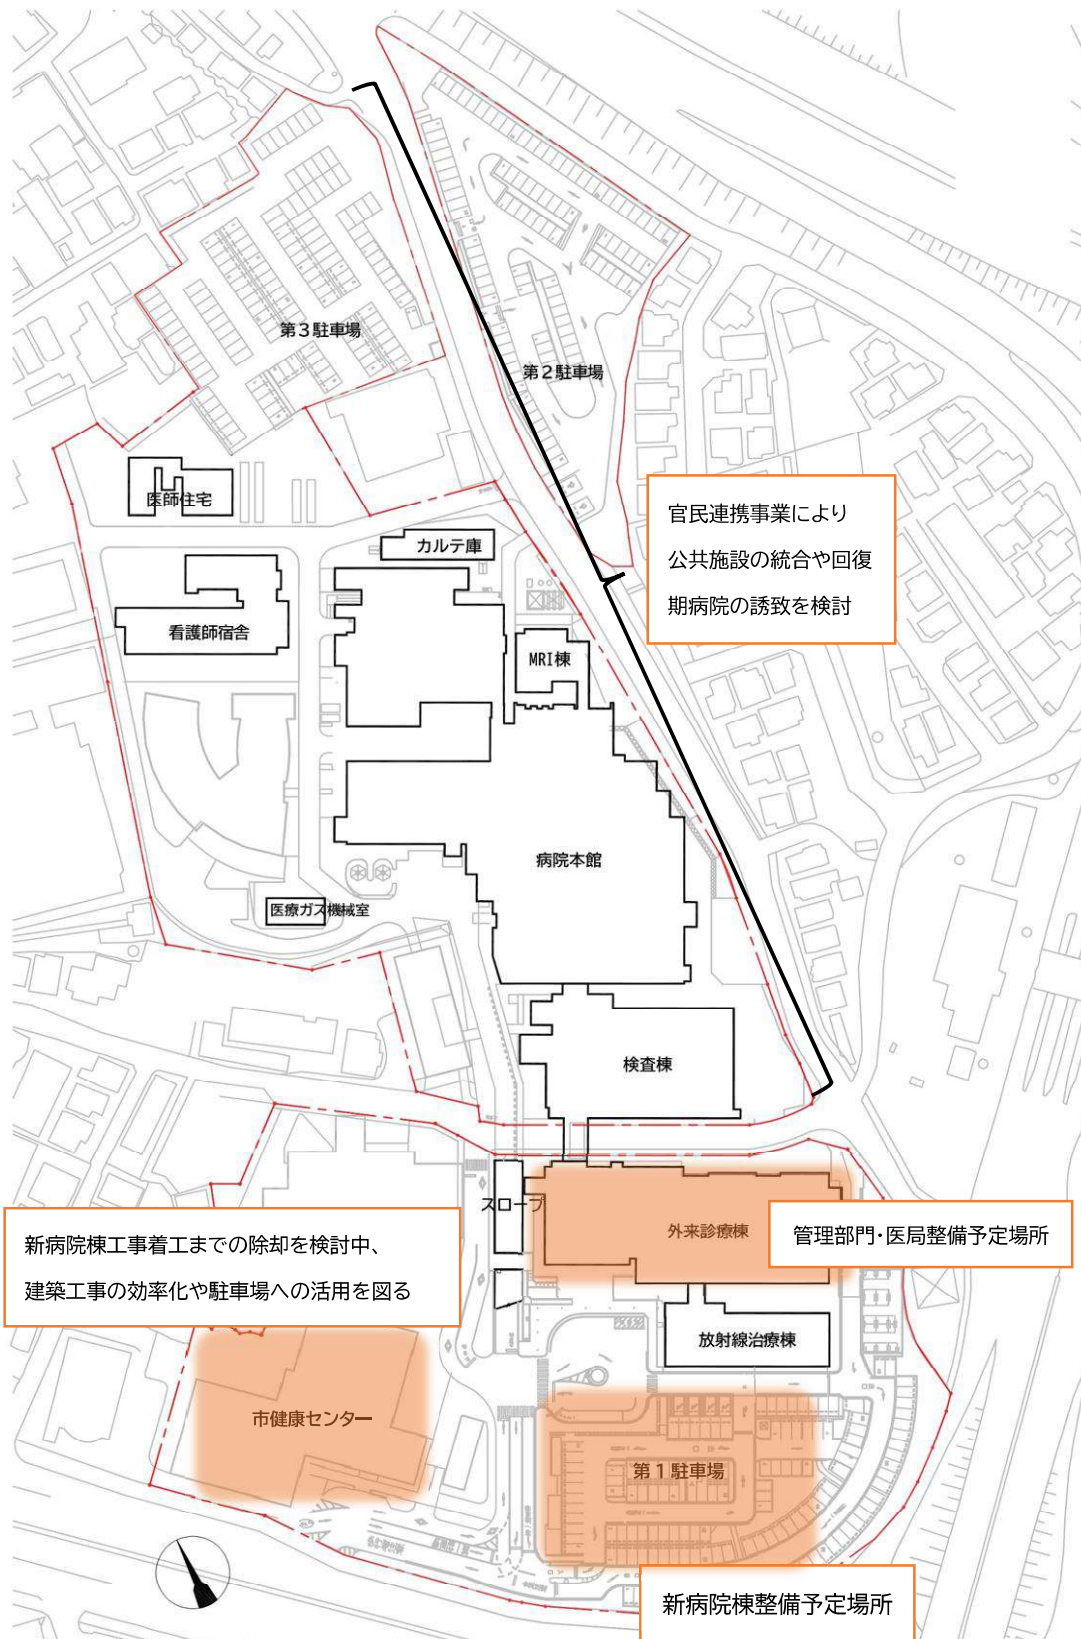 第3駐車場
第2駐車場
官民連携事業により
公共施設の統合や回復
期病院の誘致を検討
医師住宅
カルテ庫
看護師宿舎
MRI棟
病院本館
医療ガス機械室
検査棟
スロープ
外来診療棟
管理部門・医局整備予定場所
新病院棟工事着工までの除却を検討中、
建築工事の効率化や駐車場への活用を図る
放射線治療棟
市健康センター
第1駐車場
新病院棟整備予定場所